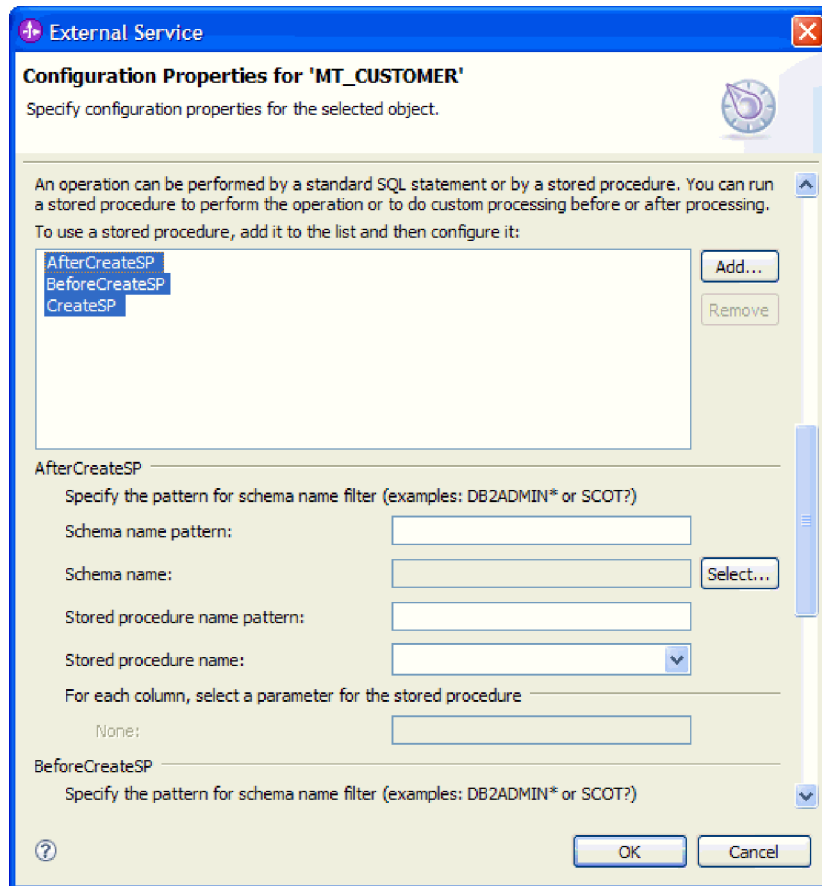 External Service
Configuration Properties for 'MT_CUSTOMER'
Specify configuration properties for the selected object.
An operation can be performed by a standard SQL statement or by a stored procedure. You can run
a stored procedure to perform the operation or to do custom processing before or after processing.
To use a stored procedure, add it to the list and then configure it:
AfterCreateSP
BeforeCreateSP
CreateSP
Add...
Remove
AfterCreateSP
Specify the pattern for schema name filter (examples: DB2ADMIN* or SCOT?)
Schema name pattern:
Schema name:
Select...
Stored procedure name pattern:
Stored procedure name:
For each column, select a parameter for the stored procedure
None:
BeforeCreateSP
Specify the pattern for schema name filter (examples: DB2ADMIN* or SCOT?)
?
OK
Cancel